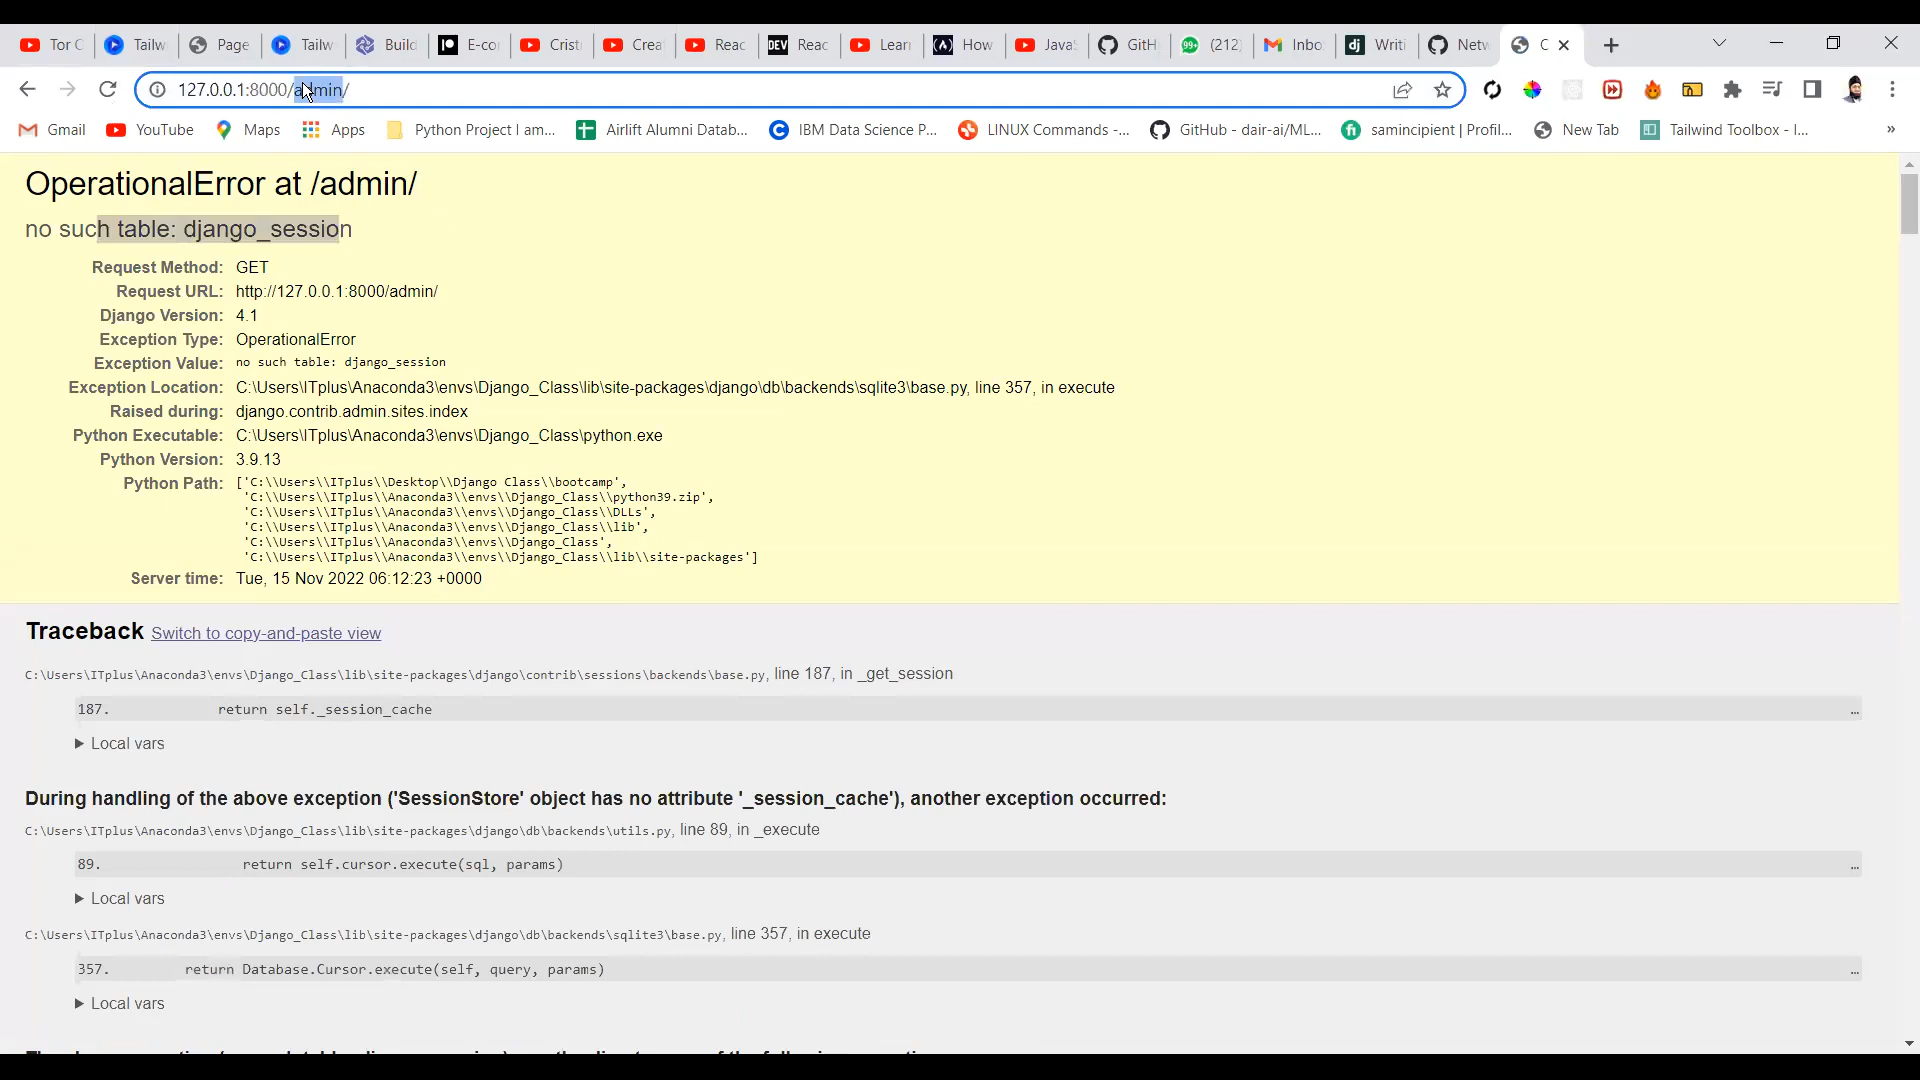 Tor C Tailw Page Tailw Build E-co Crist Crea Reac DEV Reac Lear How Java GitH (212) Inbo Writi Netw C
127.0.0.1:8000/admin/
Gmail YouTube Maps Apps Python Project I am... Airlift Alumni Datab... IBM Data Science P... LINUX Commands -... GitHub - dair-ai/ML... samincipient | Profil... New Tab Tailwind Toolbox - I... »
OperationalError at /admin/
no such table: django_session
Request Method: GET
Request URL: http://127.0.0.1:8000/admin/
Django Version: 4.1
Exception Type: OperationalError
Exception Value: no such table: django_session
Exception Location: C:\Users\ITplus\Anaconda3\envs\Django_Class\lib\site-packages\django\db\backends\sqlite3\base.py, line 357, in execute
Raised during: django.contrib.admin.sites.index
Python Executable: C:\Users\ITplus\Anaconda3\envs\Django_Class\python.exe
Python Version: 3.9.13
Python Path: ['C:\\Users\\ITplus\\Desktop\\Django Class\\bootcamp',
'C:\\Users\\ITplus\\Anaconda3\\envs\\Django_Class\\python39.zip',
'C:\\Users\\ITplus\\Anaconda3\\envs\\Django_Class\\DLLs',
'C:\\Users\\ITplus\\Anaconda3\\envs\\Django_Class\\lib',
'C:\\Users\\ITplus\\Anaconda3\\envs\\Django_Class',
'C:\\Users\\ITplus\\Anaconda3\\envs\\Django_Class\\lib\\site-packages']
Server time: Tue, 15 Nov 2022 06:12:23 +0000
Traceback Switch to copy-and-paste view
C:\Users\ITplus\Anaconda3\envs\Django_Class\lib\site-packages\django\contrib\sessions\backends\base.py, line 187, in _get_session
187. return self._session_cache …
▶ Local vars
During handling of the above exception ('SessionStore' object has no attribute '_session_cache'), another exception occurred:
C:\Users\ITplus\Anaconda3\envs\Django_Class\lib\site-packages\django\db\backends\utils.py, line 89, in _execute
89. return self.cursor.execute(sql, params) …
▶ Local vars
C:\Users\ITplus\Anaconda3\envs\Django_Class\lib\site-packages\django\db\backends\sqlite3\base.py, line 357, in execute
357. return Database.Cursor.execute(self, query, params) …
▶ Local vars